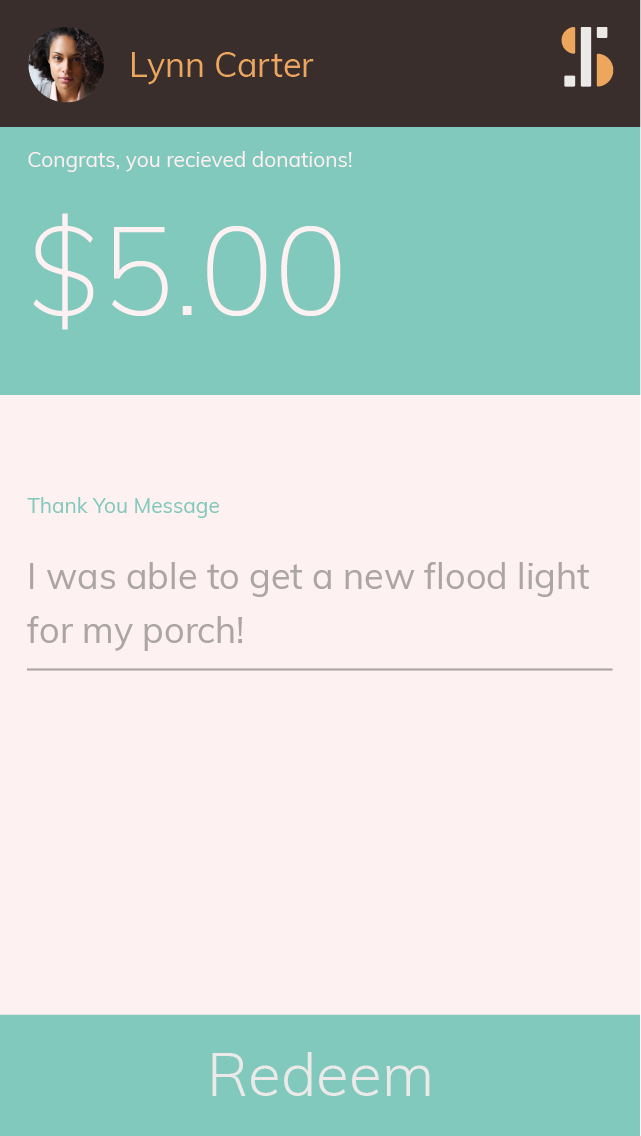 Lynn Carter
Congrats, you recieved donations!
$5.00
Thank You Message
I was able to get a new flood light
for my porch!
Redeem